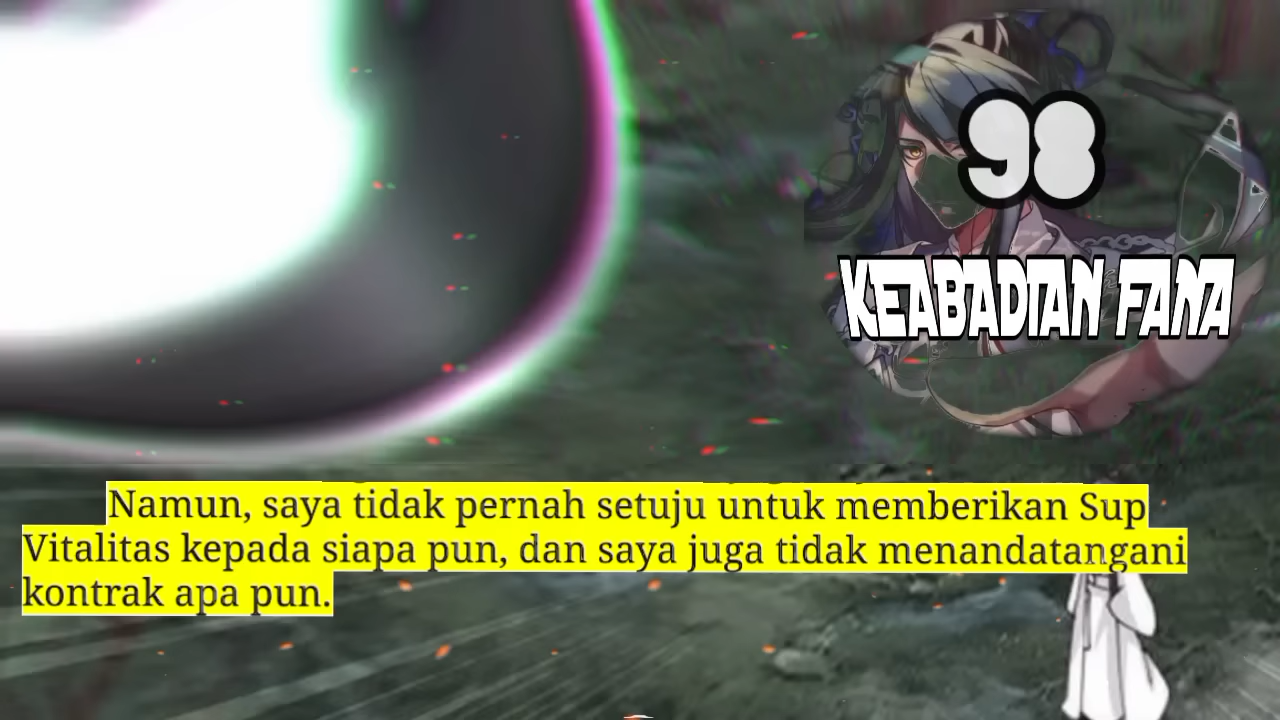 98
KEABADIAN FANA
Namun, saya tidak pernah setuju untuk memberikan Sup
Vitalitas kepada siapa pun, dan saya juga tidak menandatangani
kontrak apa pun.